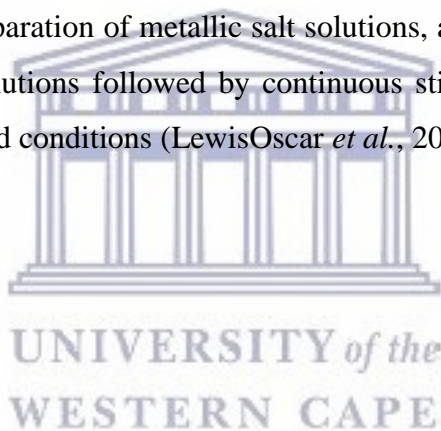 paration of metallic salt solutions, a
utions followed by continuous sti
d conditions (LewisOscar et al., 20
UNIVERSITY of the
WESTERN CAPE